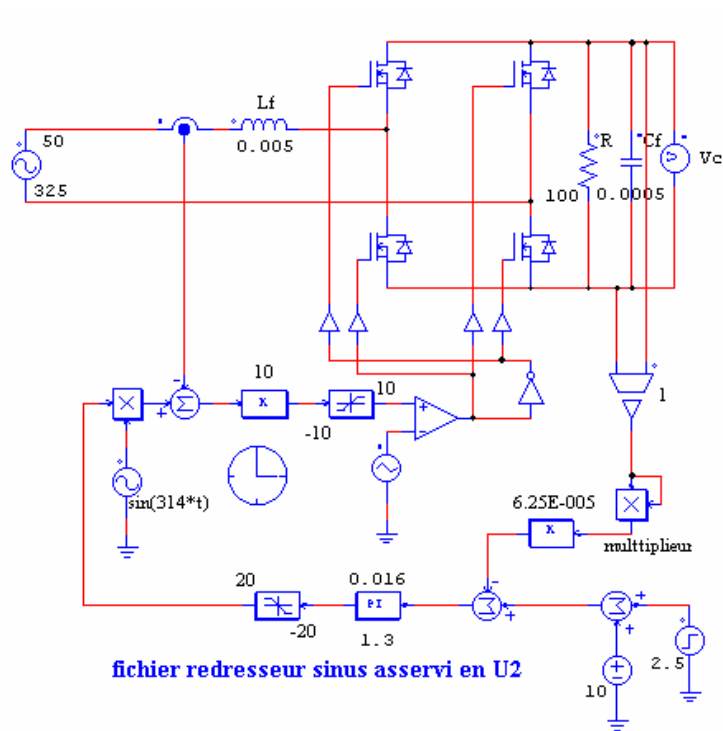 Lf
50
0.005
325
R
Cf
Vc
V
100
0.0005
10
10
K
-10
1
sin(314*t)
6.25E-005
K
multtiplieur
20
0.016
PI
-20
1.3
2.5
10
fichier redresseur sinus asservi en U2